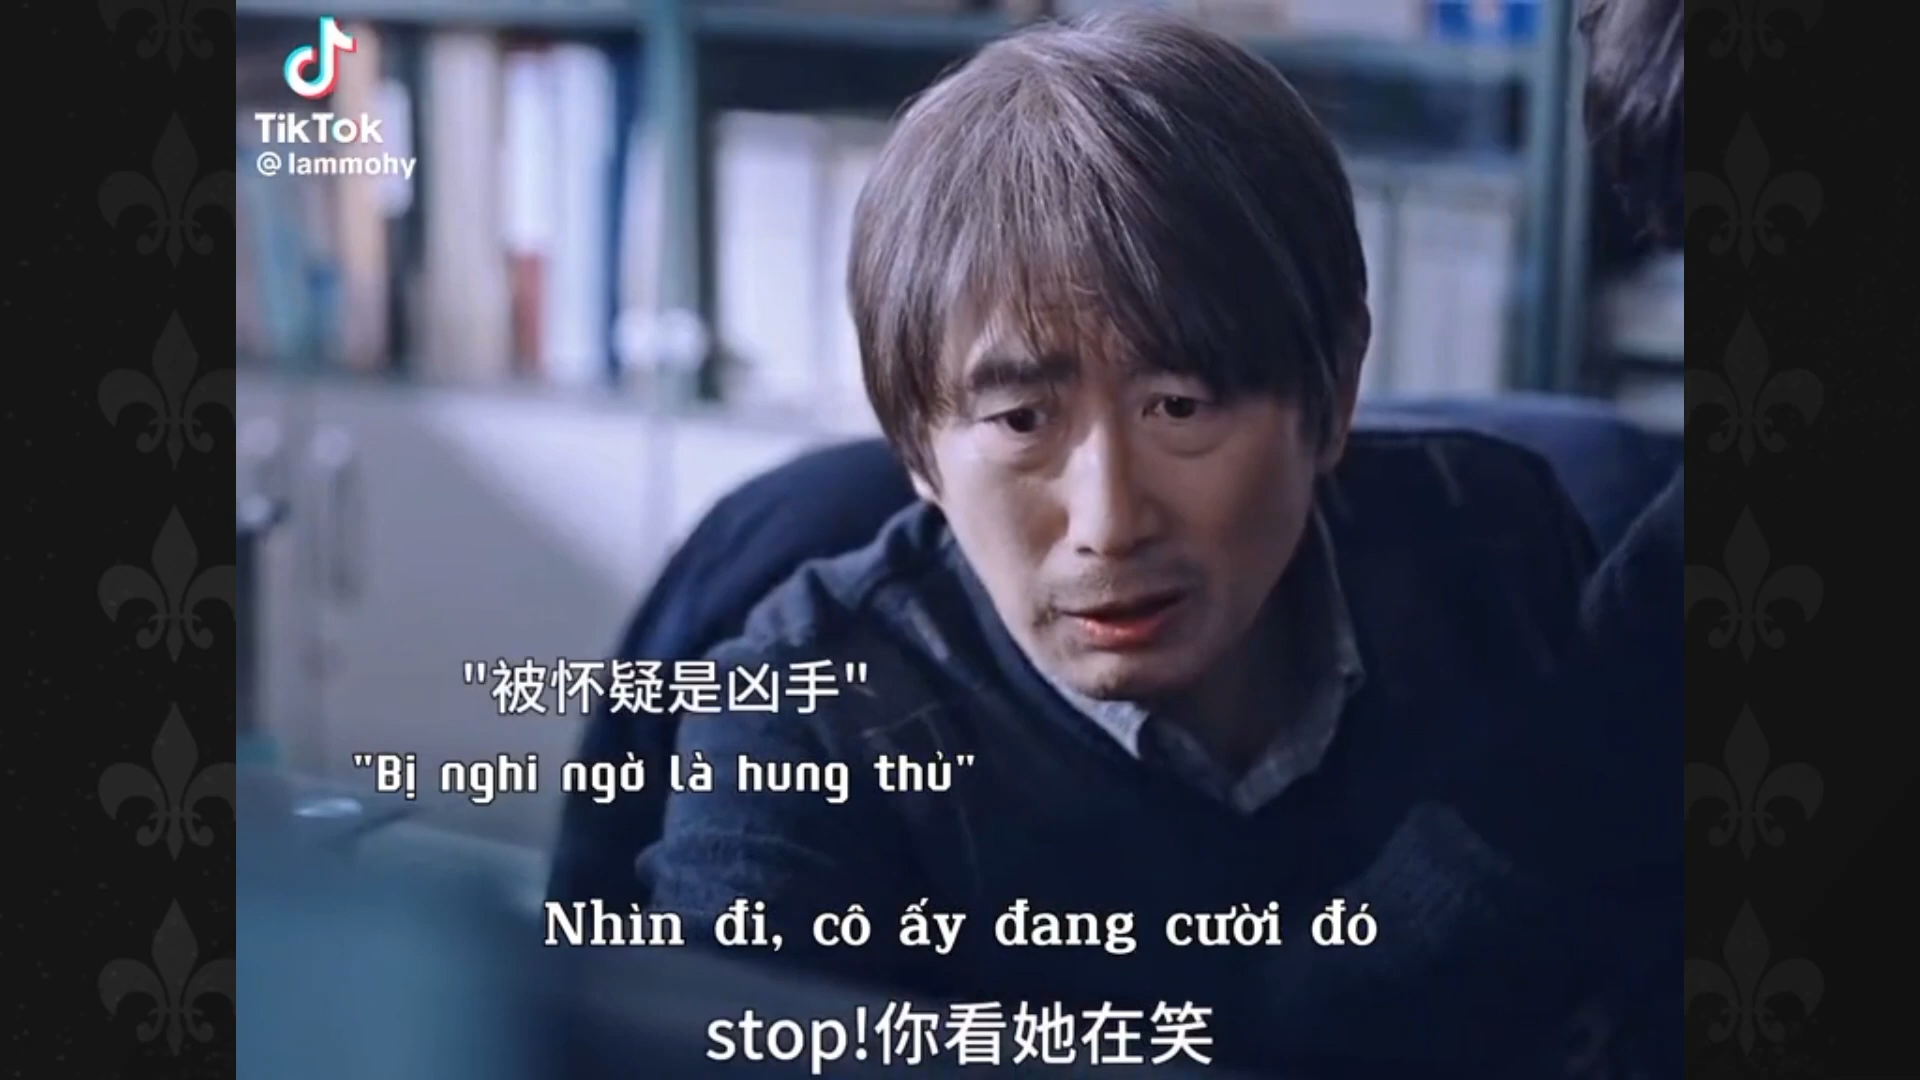 TikTok
@lammohy
"被怀疑是凶手"
"Bị nghi ngờ là hung thủ"
Nhìn đi, cô ấy đang cười đó
stop!你看她在笑